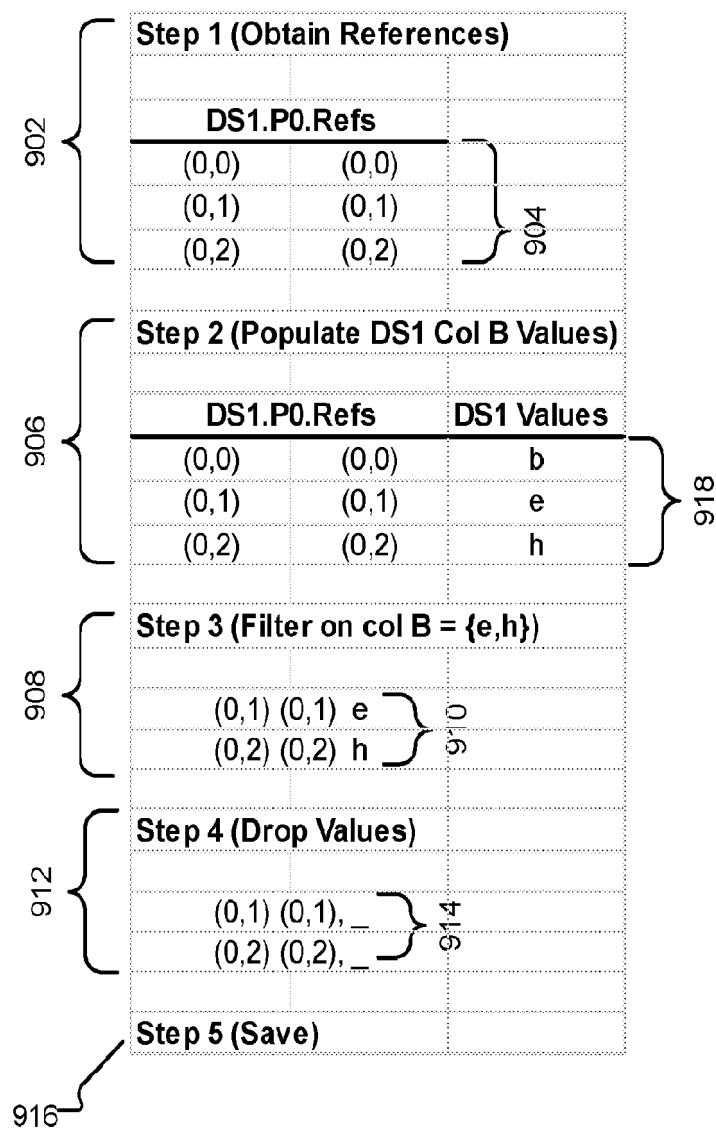 Step 1 (Obtain References)
902
DS1.P0.Refs
(0,0) (0,0)
(0,1) (0,1)
(0,2) (0,2)
904
Step 2 (Populate DS1 Col B Values)
906
DS1.P0.Refs DS1 Values
(0,0) (0,0) b
(0,1) (0,1) e
(0,2) (0,2) h
918
Step 3 (Filter on col B = {e,h})
908
(0,1) (0,1) e
(0,2) (0,2) h
910
Step 4 (Drop Values)
912
(0,1) (0,1), _
(0,2) (0,2), _
914
Step 5 (Save)
916